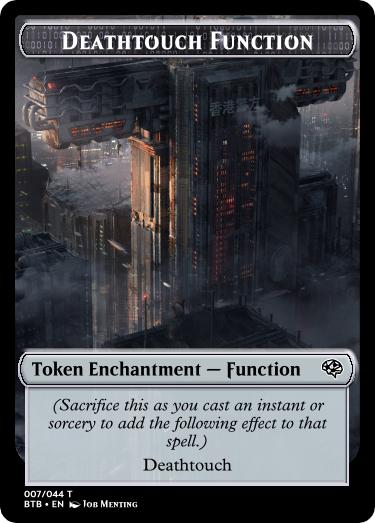 DEATHTOUCH FUNCTION
Token Enchantment — Function
(Sacrifice this as you cast an instant or
sorcery to add the following effect to that
spell.)
Deathtouch
007/044 T
BTB • EN JOB MENTING